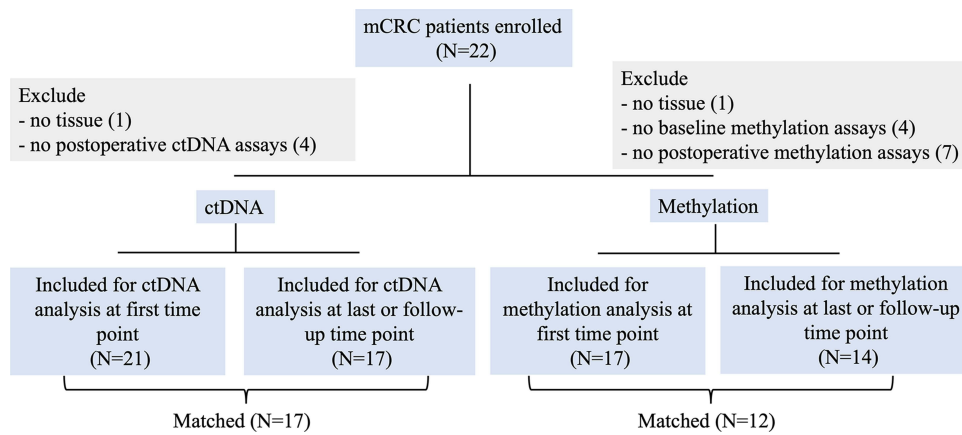 mCRC patients enrolled
(N=22)
Exclude
- no tissue (1)
- no postoperative ctDNA assays (4)
Exclude
- no tissue (1)
- no baseline methylation assays (4)
- no postoperative methylation assays (7)
ctDNA
Methylation
Included for ctDNA
analysis at first time
point
(N=21)
Included for ctDNA
analysis at last or follow-
up time point
(N=17)
Included for
methylation analysis at
first time point
(N=17)
Included for methylation
analysis at last or follow-up
time point
(N=14)
Matched (N=17)
Matched (N=12)